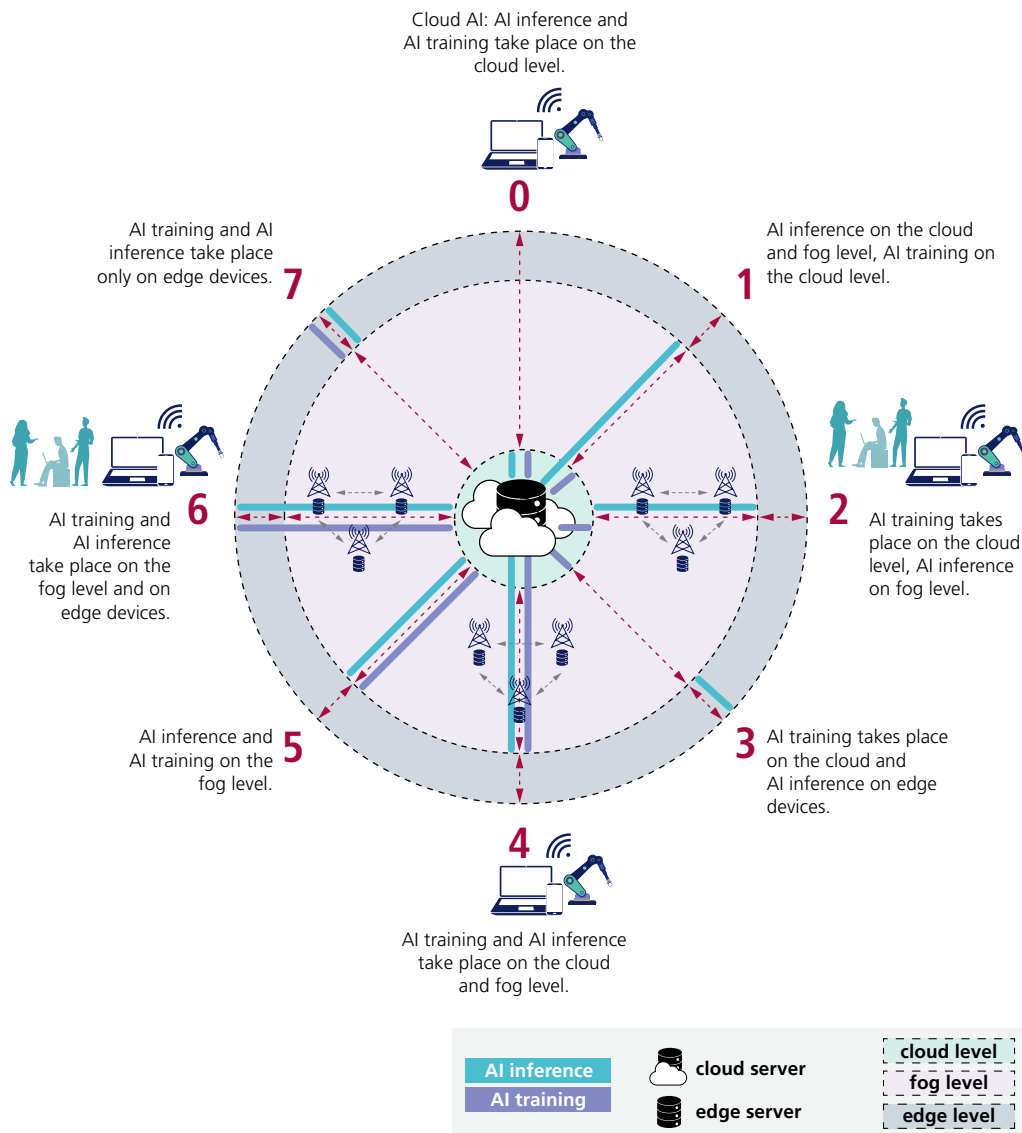 Cloud AI: AI inference and
AI training take place on the
cloud level.
0
AI inference on the cloud
and fog level, AI training on
the cloud level.
1
AI training takes
place on the cloud
level, AI inference
on fog level.
2
AI training takes place
on the cloud and
AI inference on edge
devices.
3
4
AI training and AI inference
take place on the cloud
and fog level.
AI inference and
AI training on the
fog level.
5
AI training and
AI inference
take place on the
fog level and on
edge devices.
6
AI training and AI
inference take place
only on edge devices.
7
AI inference
AI training
cloud server
edge server
cloud level
fog level
edge level